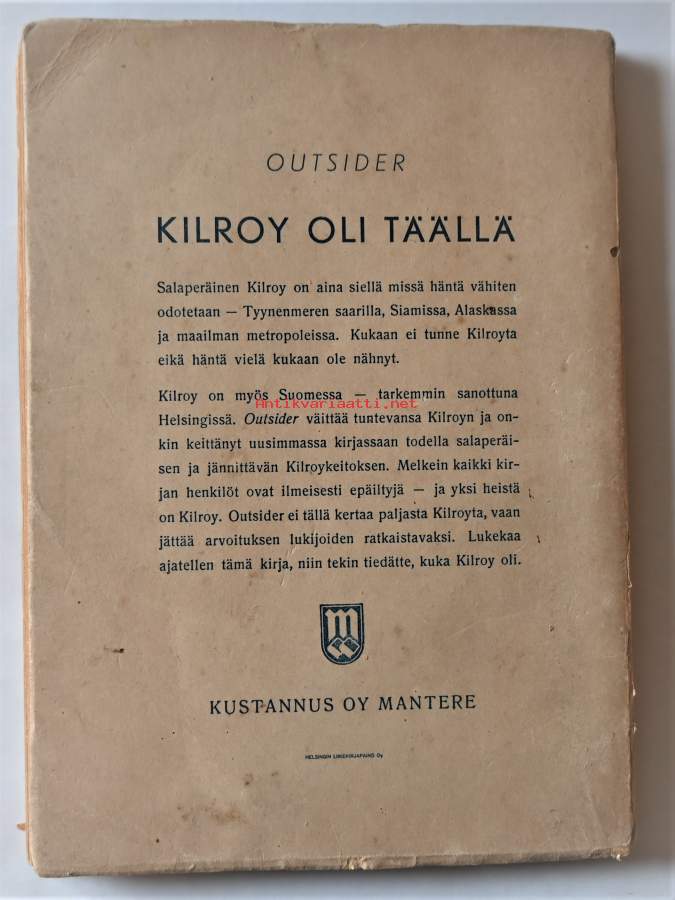 OUTSIDER
KILROY OLI TÄÄLLÄ
Salaperäinen Kilroy on aina siellä missä häntä vähiten
odotetaan — Tyynenmeren saarilla, Siamissa, Alaskassa
ja maailman metropoleissa. Kukaan ei tunne Kilroyta
eikä häntä vielä kukaan ole nähnyt.
Kilroy on myös Suomessa — tarkemmin sanottuna
Antikvariaatti.net
Helsingissä. Outsider väittää tuntevansa Kilroyn ja on-
kin keittänyt uusimmassa kirjassaan todella salaperäi-
sen ja jännittävän Kilroykeitoksen. Melkein kaikki kir-
jan henkilöt ovat ilmeisesti epäiltyjä — ja yksi heistä
on Kilroy. Outsider ei tällä kertaa paljasta Kilroyta, vaan
jättää arvoituksen lukijoiden ratkaistavaksi. Lukekaa
ajatellen tämä kirja, niin tekin tiedätte, kuka Kilroy oli.
M
KUSTANNUS OY MANTERE
HELSINGIN LIIKEKIRJAPAINO Oy